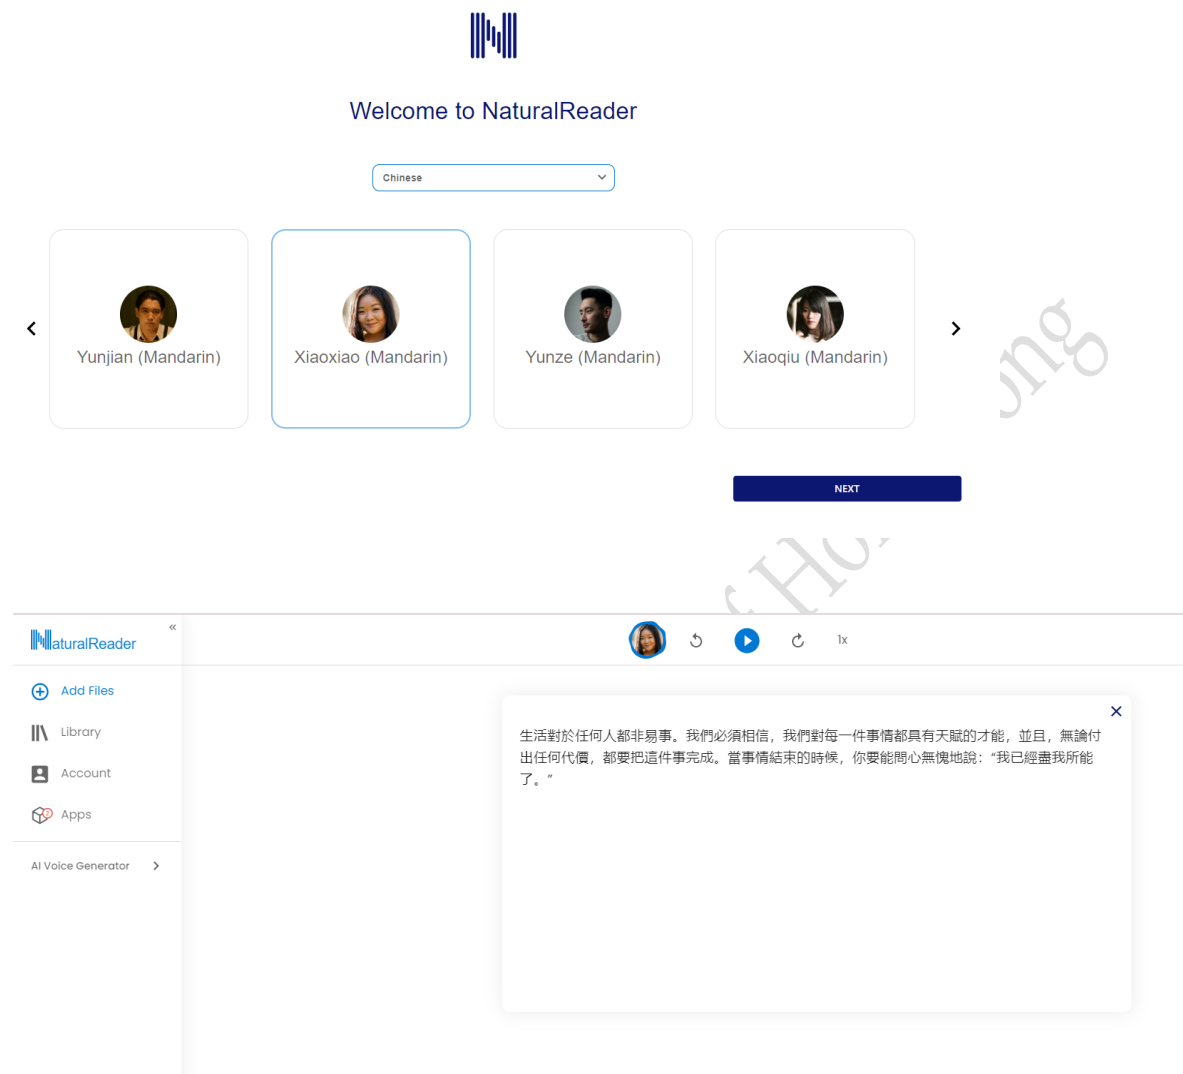 Welcome to NaturalReader
Chinese
Yunjian (Mandarin)
Xiaoxiao (Mandarin)
Yunze (Mandarin)
Xiaoqiu (Mandarin)
NEXT
NaturalReader
«
1x
Add Files
Library
Account
2
Apps
AI Voice Generator
生活對於任何人都非易事。我們必須相信，我們對每一件事情都具有天賦的才能，並且，無論付
出任何代價，都要把這件事完成。當事情結束的時候，你要能問心無愧地說：“我已經盡我所能
了。”